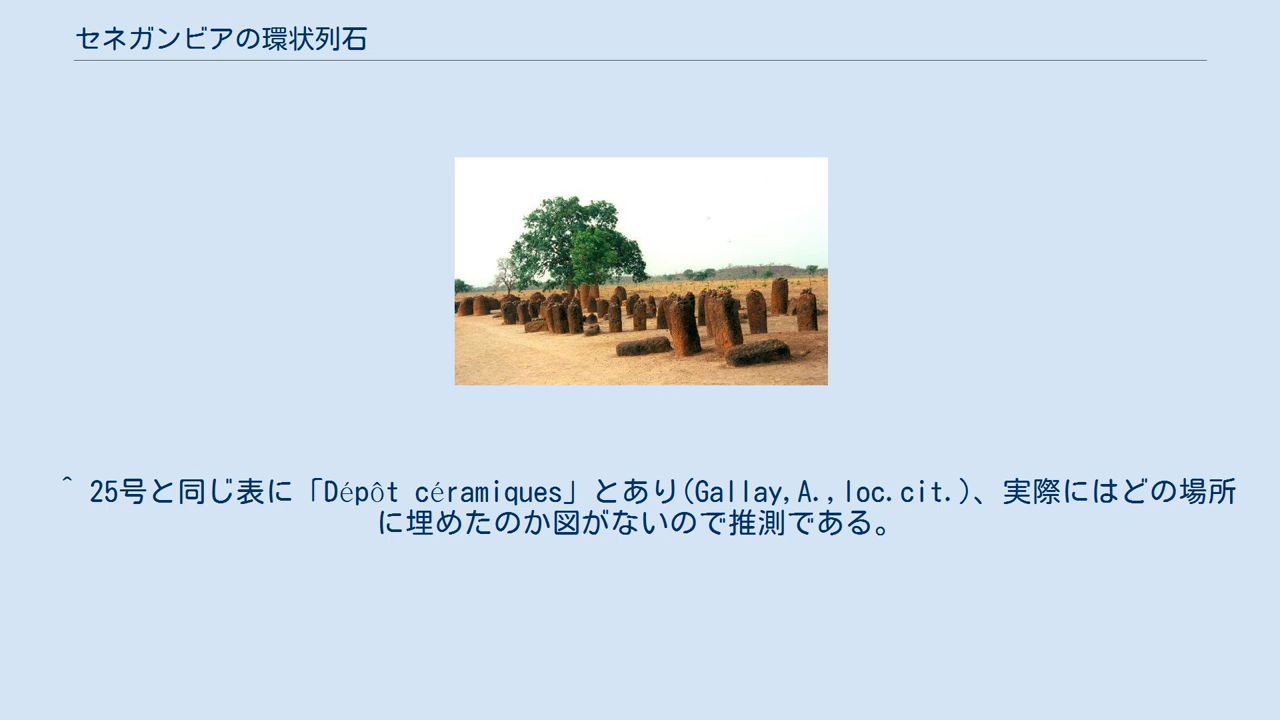 セネガンビアの環状列石
^ 25号と同じ表に「Dépôt céramiques」とあり(Gallay,A.,loc.cit.)、実際にはどの場所
に埋めたのか図がないので推測である。